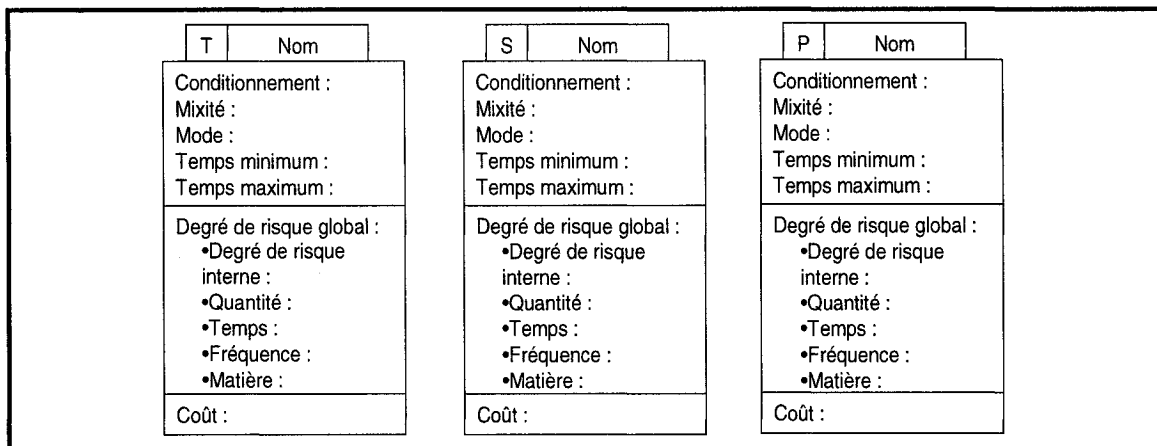 T Nom
Conditionnement :
Mixité :
Mode :
Temps minimum :
Temps maximum :
Degré de risque global :
•Degré de risque
interne :
•Quantité :
•Temps :
•Fréquence :
•Matière :
Coût :
S Nom
Conditionnement :
Mixité :
Mode :
Temps minimum :
Temps maximum :
Degré de risque global :
•Degré de risque
interne :
•Quantité :
•Temps :
•Fréquence :
•Matière :
Coût :
P Nom
Conditionnement :
Mixité :
Mode :
Temps minimum :
Temps maximum :
Degré de risque global :
•Degré de risque
interne :
•Quantité :
•Temps :
•Fréquence :
•Matière :
Coût :